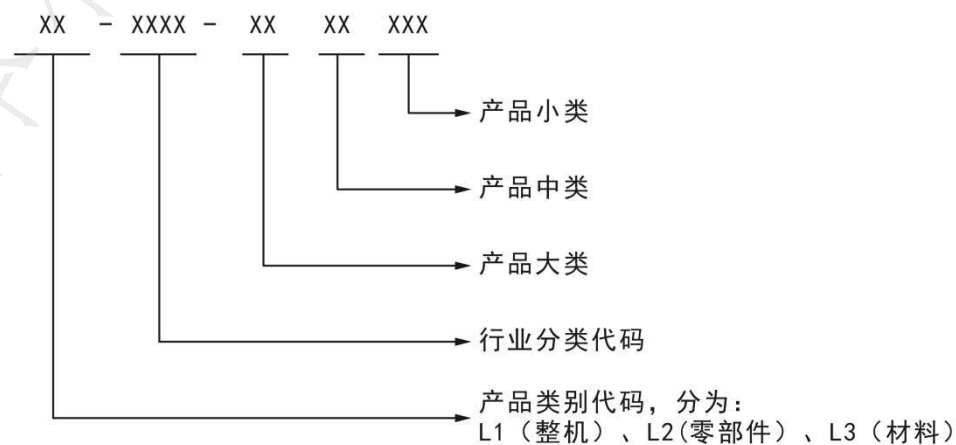 XX - XXXX - XX XX XXX
产品小类
产品中类
产品大类
行业分类代码
产品类别代码，分为：
L1（整机）、L2(零部件）、L3（材料）